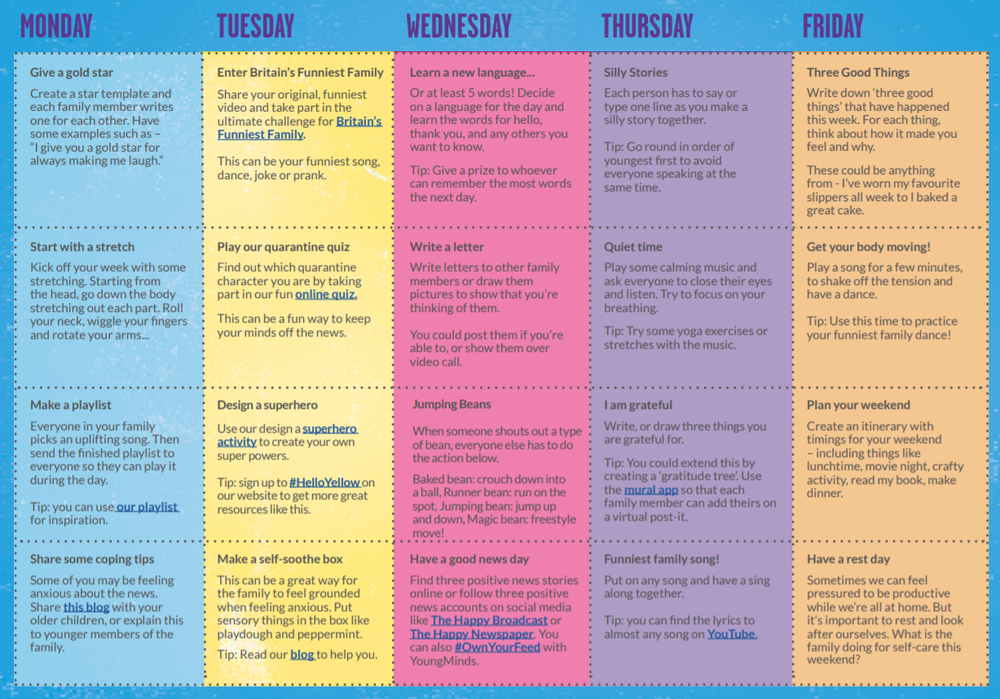 MONDAY
TUESDAY
WEDNESDAY
THURSDAY
FRIDAY
Give a gold star
Create a star template and
each family member writes
one for each other. Have
some examples such as –
“I give you a gold star for
always making me laugh.”
Enter Britain’s Funniest Family
Share your original, funniest
video and take part in the
ultimate challenge for Britain’s
Funniest Family.
This can be your funniest song,
dance, joke or prank.
Learn a new language...
Or at least 5 words! Decide
on a language for the day and
learn the words for hello,
thank you, and any others you
want to know.
Tip: Give a prize to whoever
can remember the most words
the next day.
Silly Stories
Each person has to say or
type one line as you make a
silly story together.
Tip: Go round in order of
youngest first to avoid
everyone speaking at the
same time.
Three Good Things
Write down ‘three good
things’ that have happened
this week. For each thing,
think about how it made you
feel and why.
These could be anything
from - I’ve worn my favourite
slippers all week to I baked a
great cake.
Start with a stretch
Kick off your week with some
stretching. Starting from
the head, go down the body
stretching out each part. Roll
your neck, wiggle your fingers
and rotate your arms...
Play our quarantine quiz
Find out which quarantine
character you are by taking
part in our fun online quiz.
This can be a fun way to keep
your minds off the news.
Write a letter
Write letters to other family
members or draw them
pictures to show that you’re
thinking of them.
You could post them if you’re
able to, or show them over
video call.
Quiet time
Play some calming music and
ask everyone to close their eyes
and listen. Try to focus on your
breathing.
Tip: Try some yoga exercises or
stretches with the music.
Get your body moving!
Play a song for a few minutes,
to shake off the tension and
have a dance.
Tip: Use this time to practice
your funniest family dance!
Make a playlist
Everyone in your family
picks an uplifting song. Then
send the finished playlist to
everyone so they can play it
during the day.
Tip: you can use our playlist
for inspiration.
Design a superhero
Use our design a superhero
activity to create your own
super powers.
Tip: sign up to #HelloYellow on
our website to get more great
resources like this.
Jumping Beans
When someone shouts out a type
of bean, everyone else has to do
the action below.
Baked bean: crouch down into
a ball, Runner bean: run on the
spot, Jumping bean: jump up
and down, Magic bean: freestyle
move!
I am grateful
Write, or draw three things you
are grateful for.
Tip: You could extend this by
creating a ‘gratitude tree’. Use
the mural app so that each
family member can add theirs on
a virtual post-it.
Plan your weekend
Create an itinerary with
timings for your weekend
– including things like
lunchtime, movie night, crafty
activity, read my book, make
dinner.
Share some coping tips
Some of you may be feeling
anxious about the news.
Share this blog with your
older children, or explain this
to younger members of the
family.
Make a self-soothe box
This can be a great way for
the family to feel grounded
when feeling anxious. Put
sensory things in the box like
playdough and peppermint.
Tip: Read our blog to help you.
Have a good news day
Find three positive news stories
online or follow three positive
news accounts on social media
like The Happy Broadcast or
The Happy Newspaper. You
can also #OwnYourFeed with
YoungMinds.
Funniest family song!
Put on any song and have a sing
along together.
Tip: you can find the lyrics to
almost any song on YouTube.
Have a rest day
Sometimes we can feel
pressured to be productive
while we’re all at home. But
it’s important to rest and look
after ourselves. What is the
family doing for self-care this
weekend?